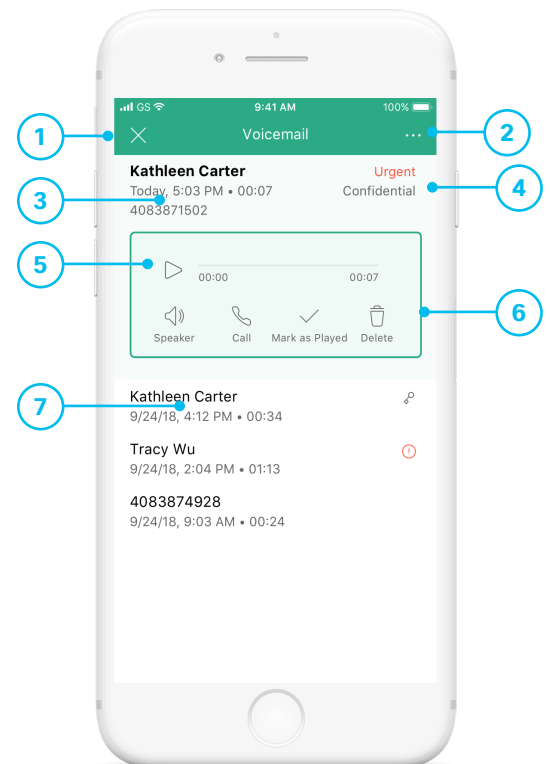 GS 9:41 AM 100%
1 Voicemail ... 2
Kathleen Carter Urgent
3 Today, 5:03 PM • 00:07 Confidential 4
4083871502
5
00:00 00:07
6
Speaker Call Mark as Played Delete
Kathleen Carter
7
9/24/18, 4:12 PM • 00:34
Tracy Wu
9/24/18, 2:04 PM • 01:13
4083874928
9/24/18, 9:03 AM • 00:24